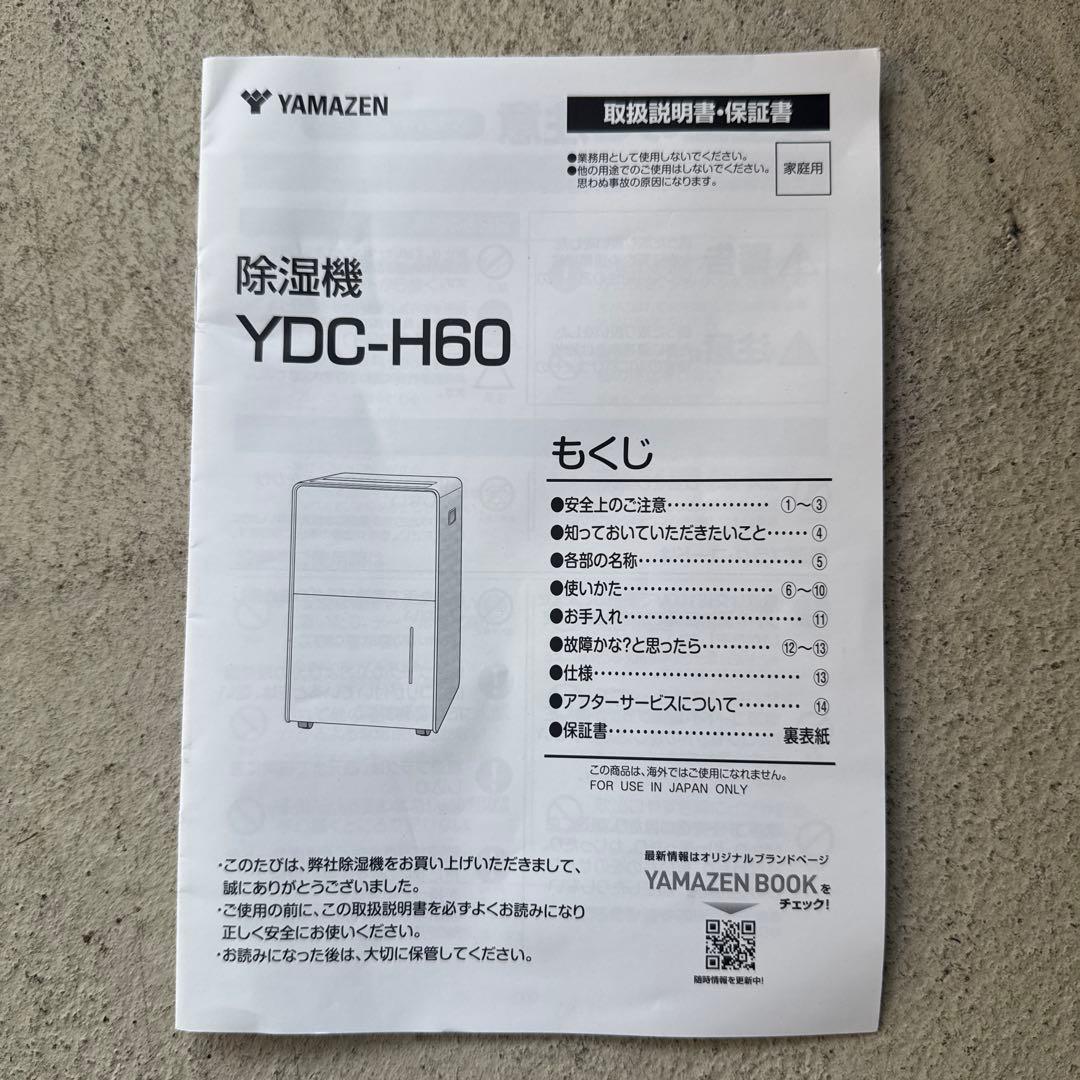 YAMAZEN
取扱説明書・保証書
●業務用として使用しないでください。
●他の用途でのご使用はしないでください。
思わぬ事故の原因になります。
家庭用
除湿機
YDC-H60
もくじ
●安全上のご注意・・・・・・・・・・・・・・・ ①〜③
●知っておいていただきたいこと・・・・・・ ④
●各部の名称・・・・・・・・・・・・・・・・・・・・・・・・ ⑤
●使いかた・・・・・・・・・・・・・・・・・・・・・・ ⑥〜⑩
●お手入れ・・・・・・・・・・・・・・・・・・・・・・・・・・ ⑪
●故障かな?と思ったら・・・・・・・・・・ ⑫〜⑬
●仕様・・・・・・・・・・・・・・・・・・・・・・・・・・・・・・ ⑬
●アフターサービスについて・・・・・・・・・ ⑭
●保証書・・・・・・・・・・・・・・・・・・・・・・・・ 裏表紙
この商品は、海外ではご使用になれません。
FOR USE IN JAPAN ONLY
・このたびは、弊社除湿機をお買い上げいただきまして、
誠にありがとうございました。
・ご使用の前に、この取扱説明書を必ずよくお読みになり
正しく安全にお使いください。
・お読みになった後は、大切に保管してください。
最新情報はオリジナルブランドページ
YAMAZEN BOOKを
チェック!
随時情報を更新中!